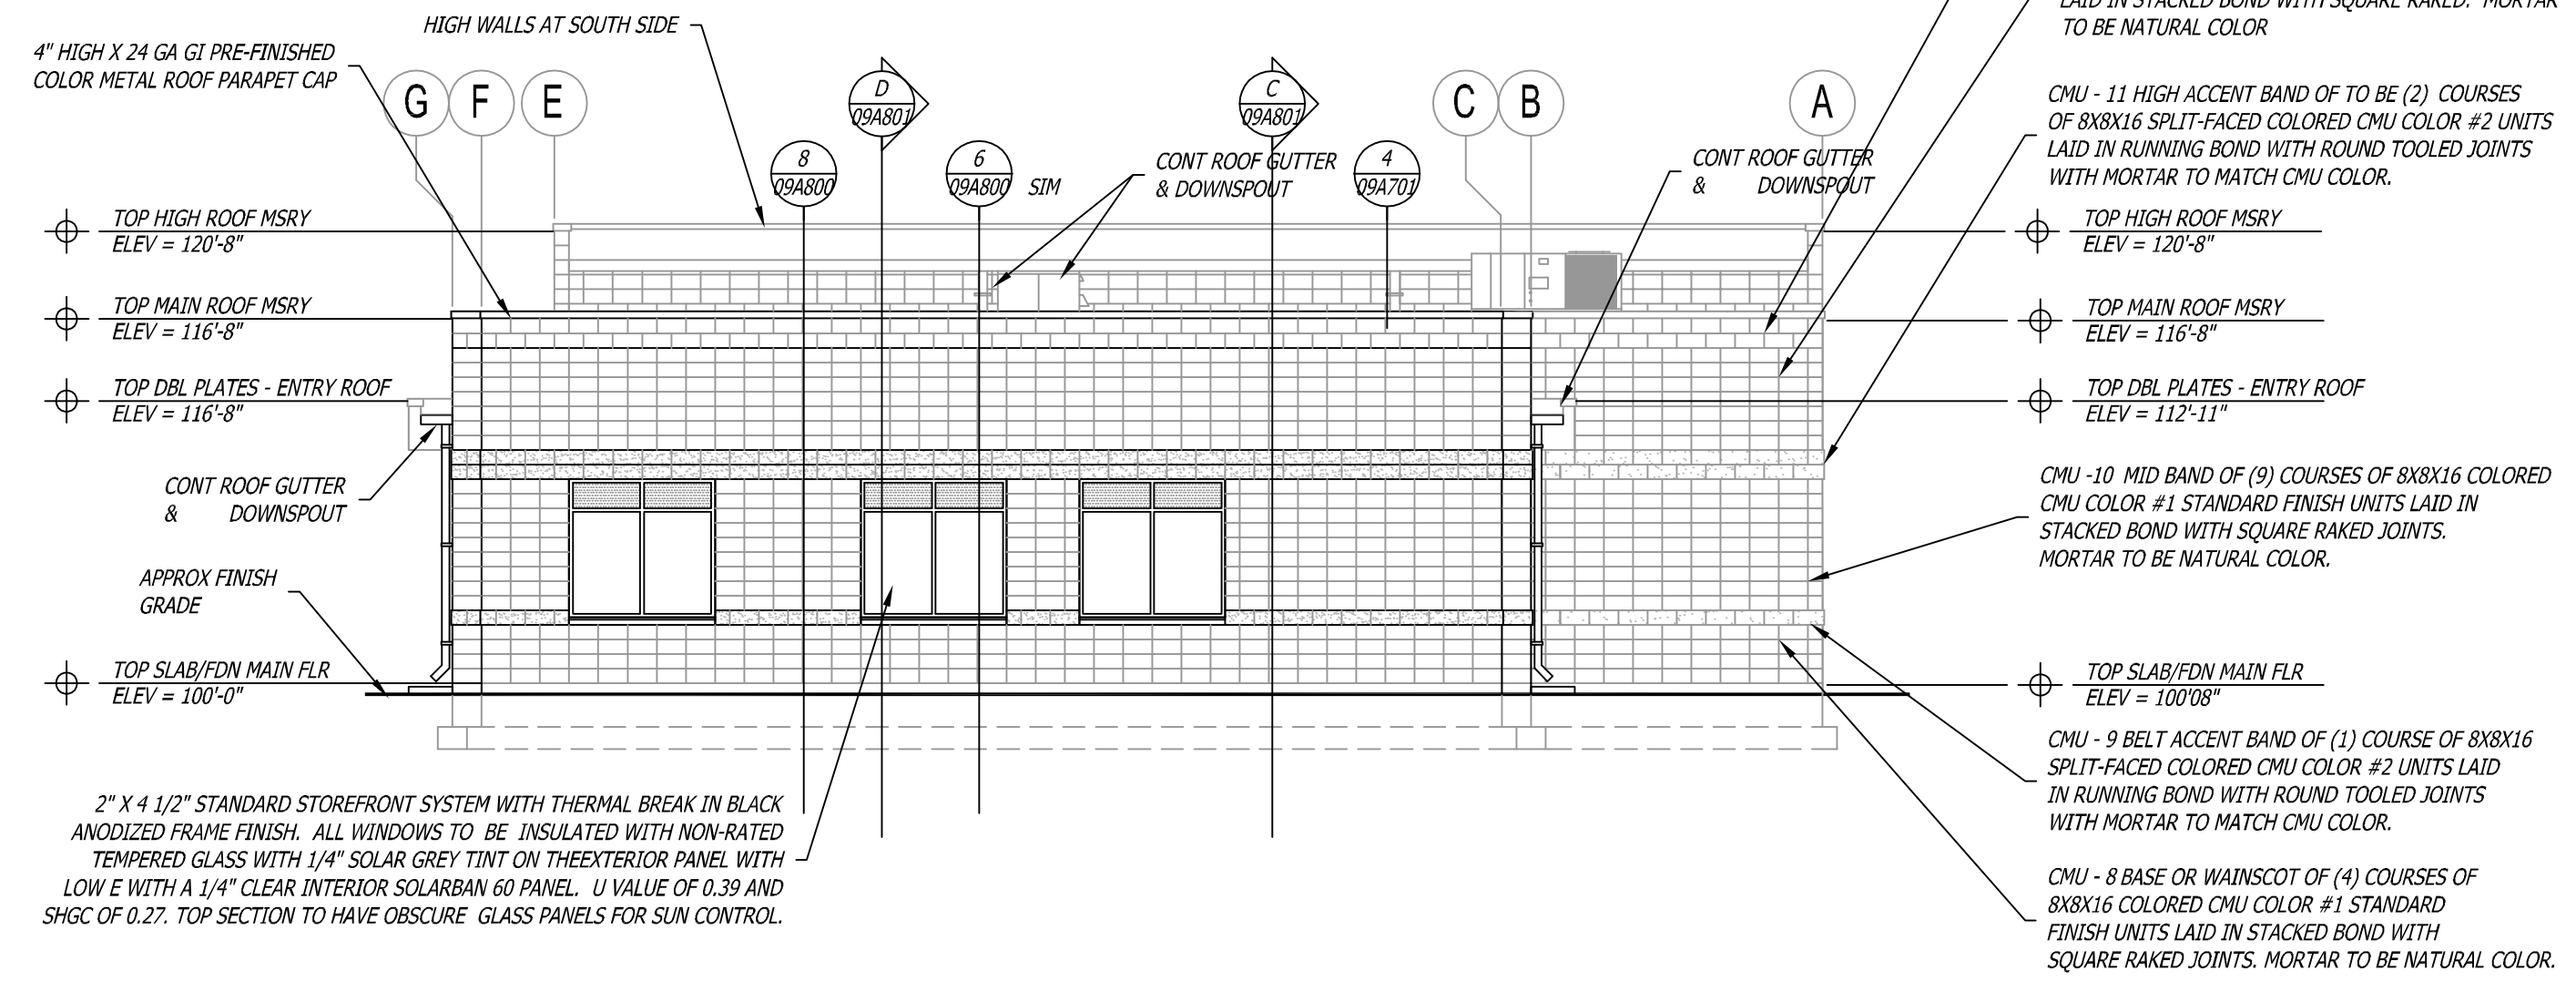 HIGH WALLS AT SOUTH SIDE
4" HIGH X 24 GA GI PRE-FINISHED
COLOR METAL ROOF PARAPET CAP
G
F
E
D
09A801
C
09A801
C
B
A
8
09A800
6
09A800
SIM
4
09A701
CONT ROOF GUTTER
& DOWNSPOUT
CONT ROOF GUTTER
& DOWNSPOUT
LAID IN STACKED BOND WITH SQUARE RAKED. MORTAR
TO BE NATURAL COLOR
CMU - 11 HIGH ACCENT BAND OF TO BE (2) COURSES
OF 8X8X16 SPLIT-FACED COLORED CMU COLOR #2 UNITS
LAID IN RUNNING BOND WITH ROUND TOOLED JOINTS
WITH MORTAR TO MATCH CMU COLOR.
TOP HIGH ROOF MSRY
ELEV = 120'-8"
TOP MAIN ROOF MSRY
ELEV = 116'-8"
TOP DBL PLATES - ENTRY ROOF
ELEV = 116'-8"
CONT ROOF GUTTER
& DOWNSPOUT
APPROX FINISH
GRADE
TOP SLAB/FDN MAIN FLR
ELEV = 100'-0"
2" X 4 1/2" STANDARD STOREFRONT SYSTEM WITH THERMAL BREAK IN BLACK
ANODIZED FRAME FINISH. ALL WINDOWS TO BE INSULATED WITH NON-RATED
TEMPERED GLASS WITH 1/4" SOLAR GREY TINT ON THEEXTERIOR PANEL WITH
LOW E WITH A 1/4" CLEAR INTERIOR SOLARBAN 60 PANEL. U VALUE OF 0.39 AND
SHGC OF 0.27. TOP SECTION TO HAVE OBSCURE GLASS PANELS FOR SUN CONTROL.
TOP HIGH ROOF MSRY
ELEV = 120'-8"
TOP MAIN ROOF MSRY
ELEV = 116'-8"
TOP DBL PLATES - ENTRY ROOF
ELEV = 112'-11"
CMU -10 MID BAND OF (9) COURSES OF 8X8X16 COLORED
CMU COLOR #1 STANDARD FINISH UNITS LAID IN
STACKED BOND WITH SQUARE RAKED JOINTS.
MORTAR TO BE NATURAL COLOR.
TOP SLAB/FDN MAIN FLR
ELEV = 100'08"
CMU - 9 BELT ACCENT BAND OF (1) COURSE OF 8X8X16
SPLIT-FACED COLORED CMU COLOR #2 UNITS LAID
IN RUNNING BOND WITH ROUND TOOLED JOINTS
WITH MORTAR TO MATCH CMU COLOR.
CMU - 8 BASE OR WAINSCOT OF (4) COURSES OF
8X8X16 COLORED CMU COLOR #1 STANDARD
FINISH UNITS LAID IN STACKED BOND WITH
SQUARE RAKED JOINTS. MORTAR TO BE NATURAL COLOR.